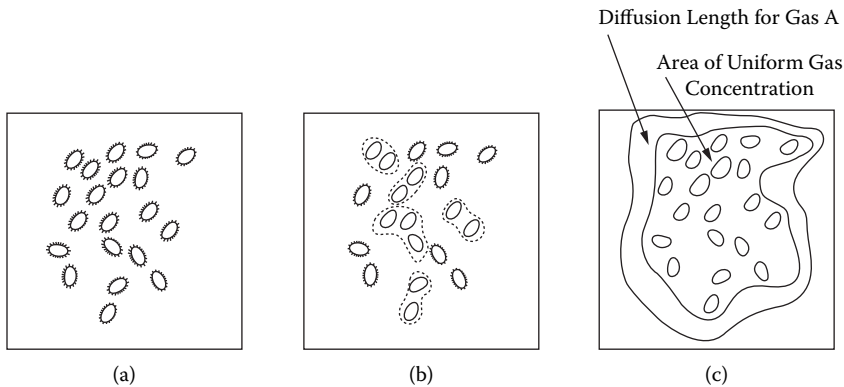 Diffusion Length for Gas A
Area of Uniform Gas
Concentration
(a)
(b)
(c)